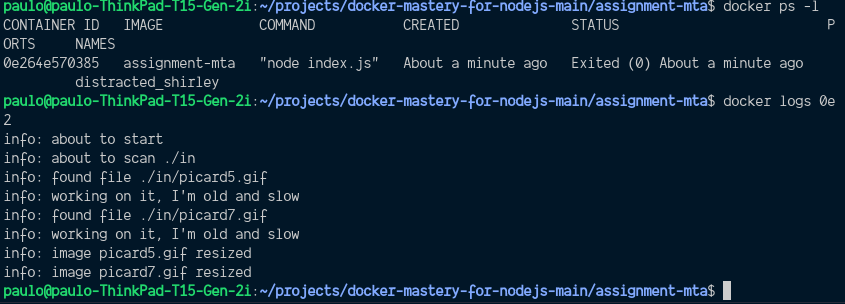 paulo@paulo-ThinkPad-T15-Gen-2i:~/projects/docker-mastery-for-nodejs-main/assignment-mta$ docker ps -l
CONTAINER ID   IMAGE            COMMAND           CREATED              STATUS                          P
ORTS     NAMES
0e264e570385   assignment-mta   "node index.js"   About a minute ago   Exited (0) About a minute ago
         distracted_shirley
paulo@paulo-ThinkPad-T15-Gen-2i:~/projects/docker-mastery-for-nodejs-main/assignment-mta$ docker logs 0e
2
info: about to start
info: about to scan ./in
info: found file ./in/picard5.gif
info: working on it, I'm old and slow
info: found file ./in/picard7.gif
info: working on it, I'm old and slow
info: image picard5.gif resized
info: image picard7.gif resized
paulo@paulo-ThinkPad-T15-Gen-2i:~/projects/docker-mastery-for-nodejs-main/assignment-mta$